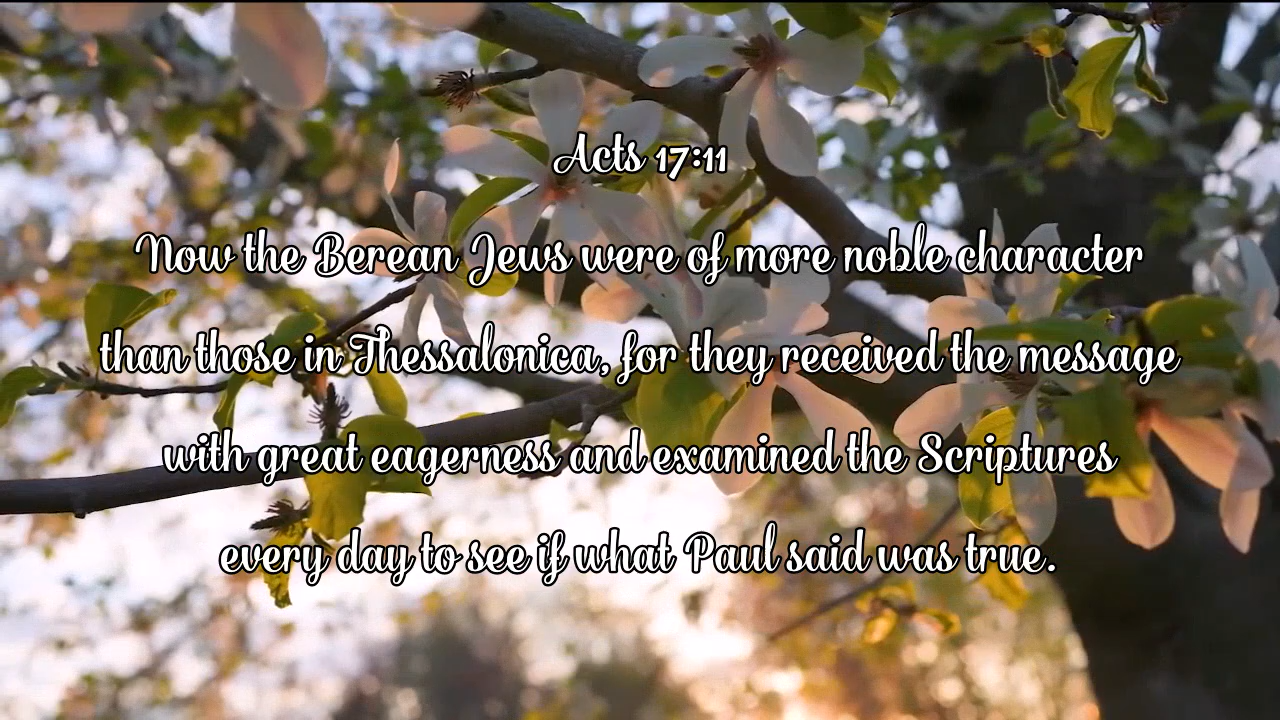 Acts 17:11
Now the Berean Jews were of more noble character
than those in Thessalonica, for they received the message
with great eagerness and examined the Scriptures
every day to see if what Paul said was true.